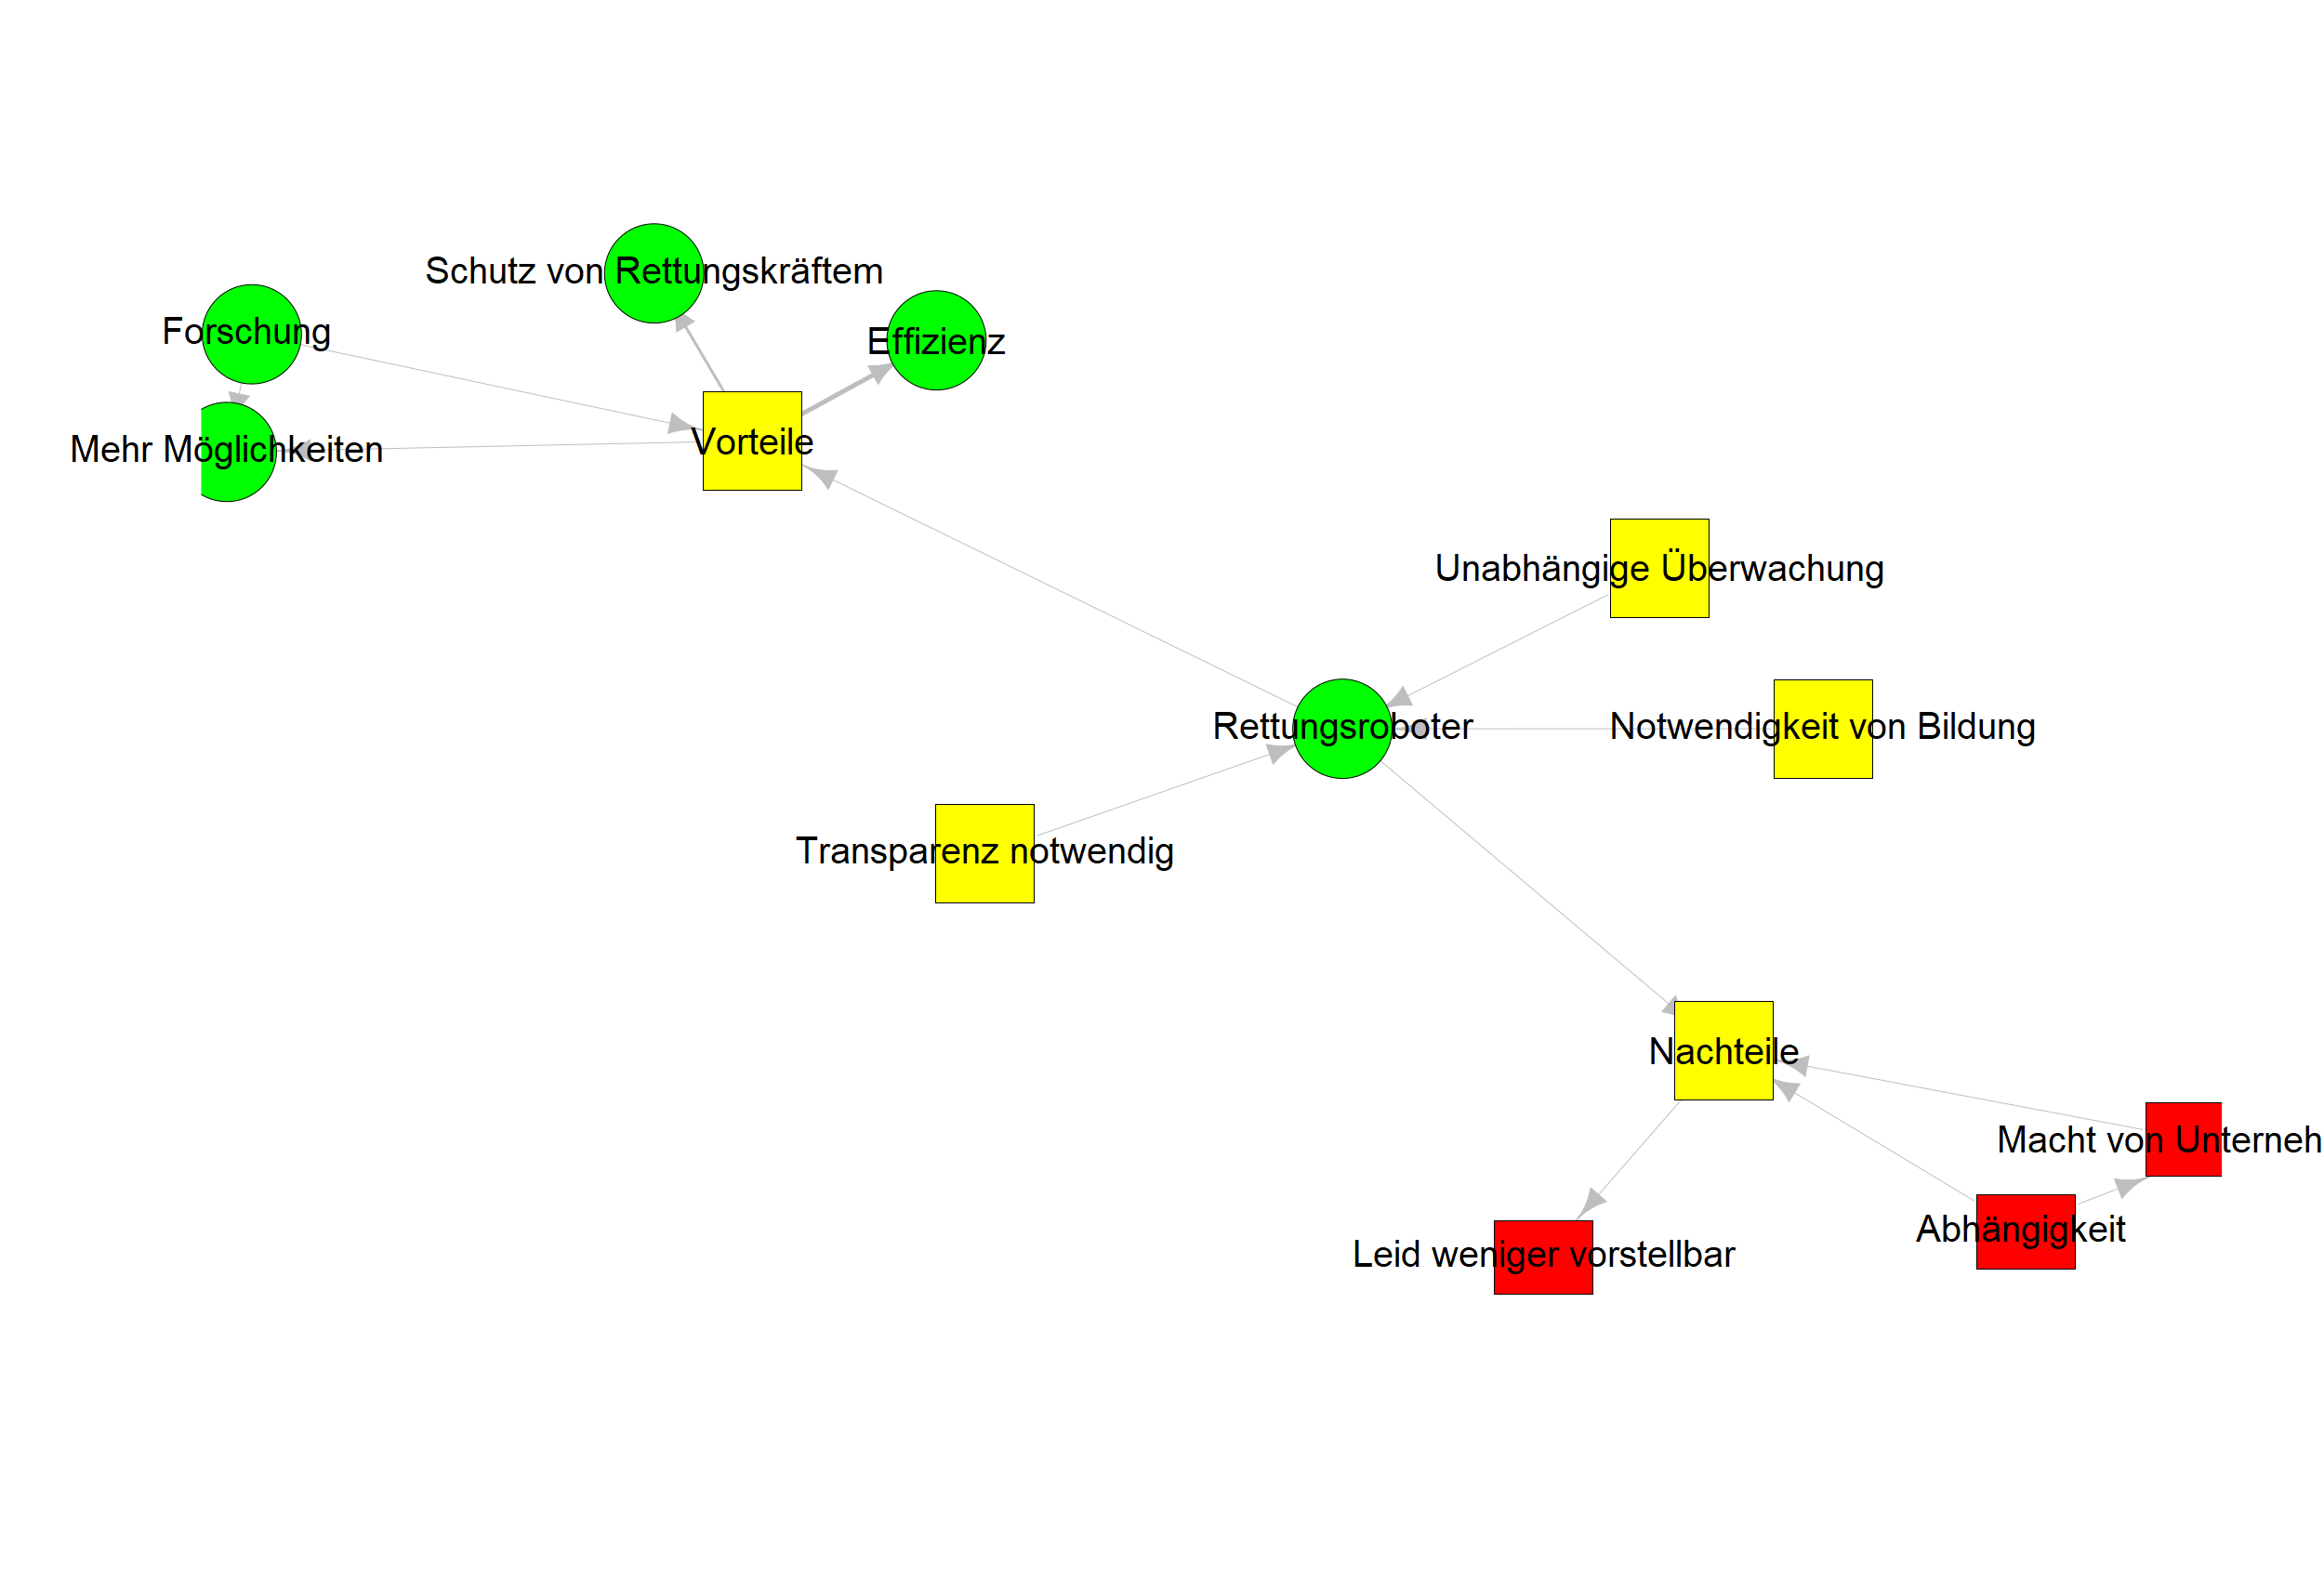 Schutz von Rettungskräftem
Forschung
Effizienz
Mehr Möglichkeiten
Vorteile
Unabhängige Überwachung
Rettungsroboter
Notwendigkeit von Bildung
Transparenz notwendig
Nachteile
Macht von Unterneh
Abhängigkeit
Leid weniger vorstellbar